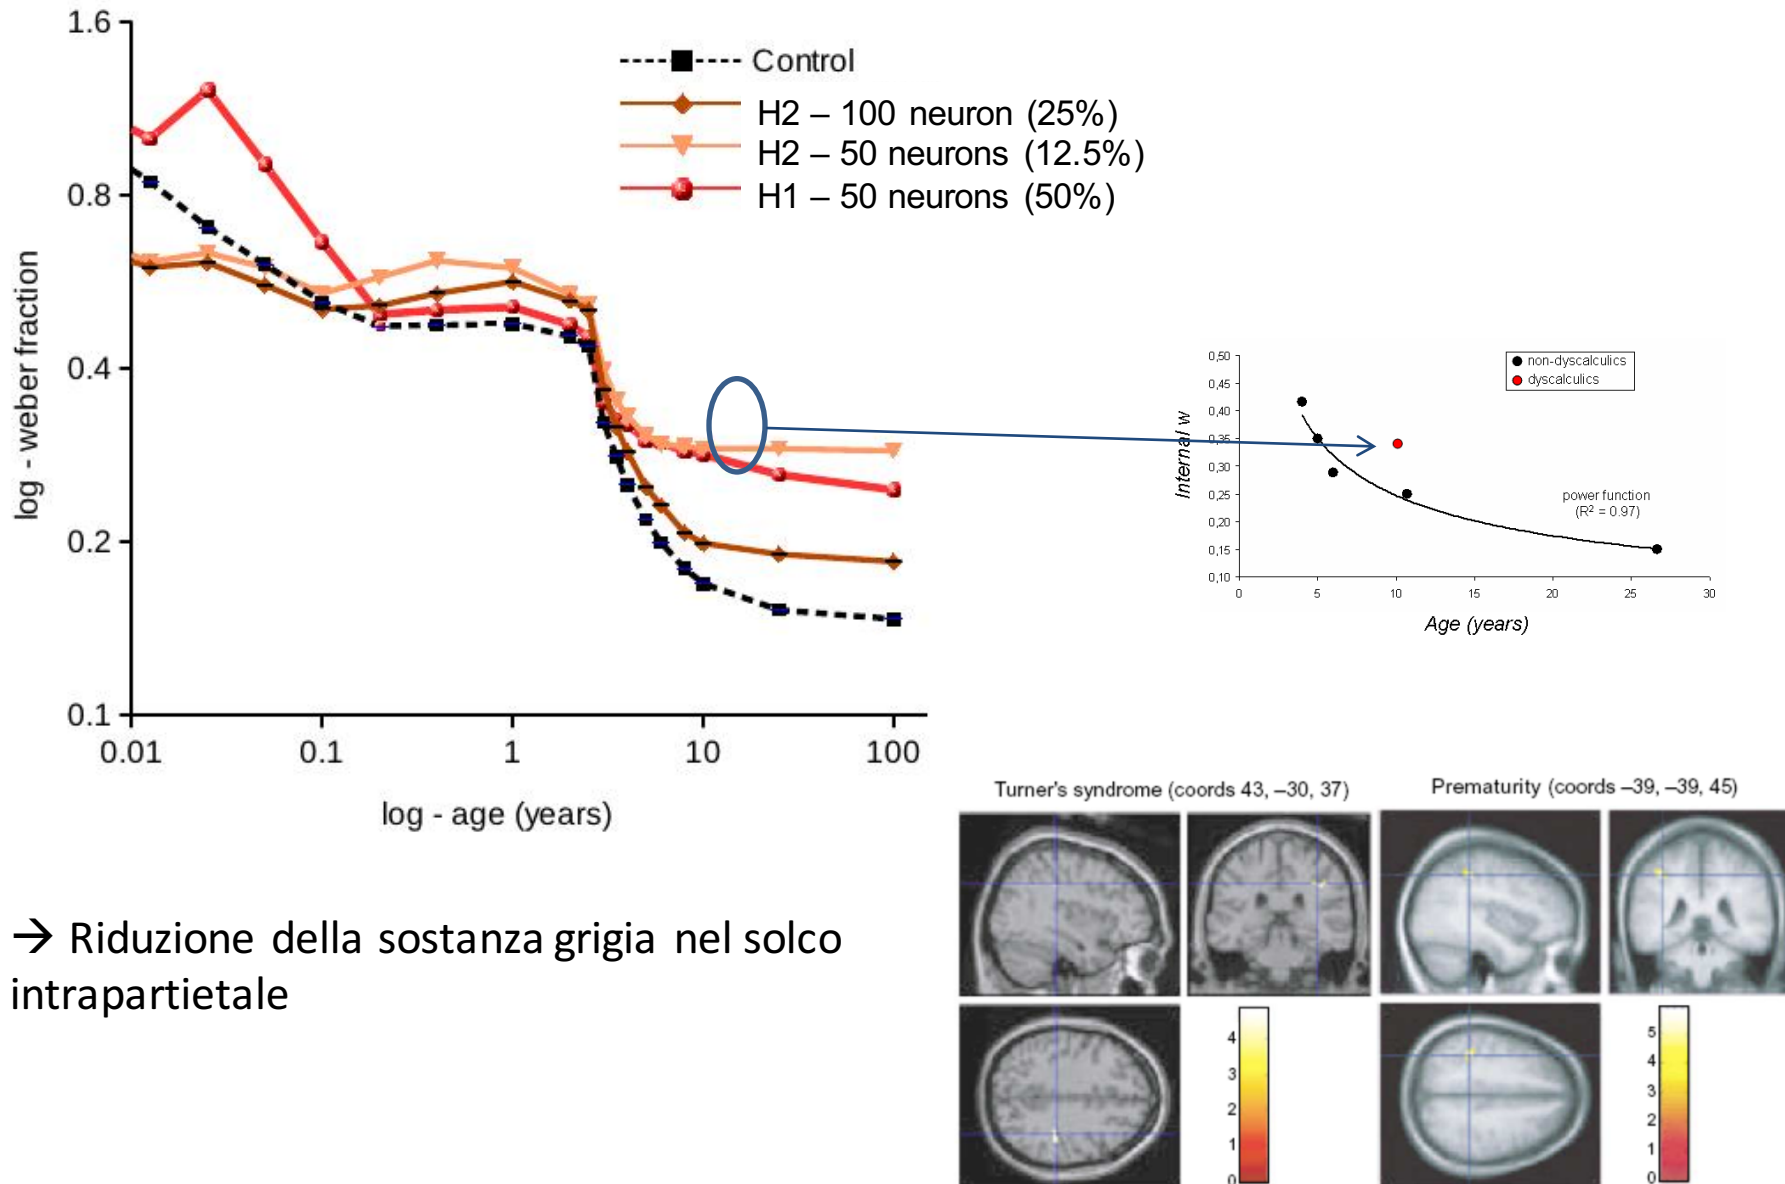 1.6
0.8
0.4
0.2
0.1
log - weber fraction
0.01 0.1 1 10 100
log - age (years)
Control
H2 – 100 neuron (25%)
H2 – 50 neurons (12.5%)
H1 – 50 neurons (50%)
0,50
0,45
0,40
0,35
0,30
0,25
0,20
0,15
0,10
Internal w
0 5 10 15 20 25 30
Age (years)
non-dyscalculics
dyscalculics
power function
(R² = 0.97)
→ Riduzione della sostanza grigia nel solco
intrapartietale
Turner's syndrome (coords 43, –30, 37)
4
3
2
1
0
Prematurity (coords –39, –39, 45)
5
4
3
2
1
0